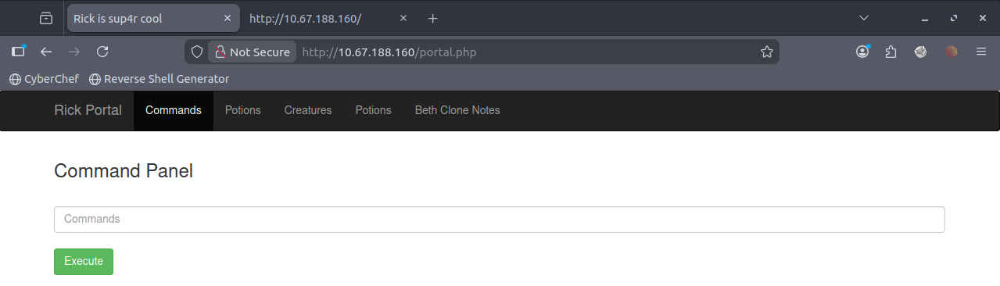 Rick is sup4r cool http://10.67.188.160/
Not Secure http://10.67.188.160/portal.php
CyberChef Reverse Shell Generator
Rick Portal Commands Potions Creatures Potions Beth Clone Notes
Command Panel
Commands
Execute